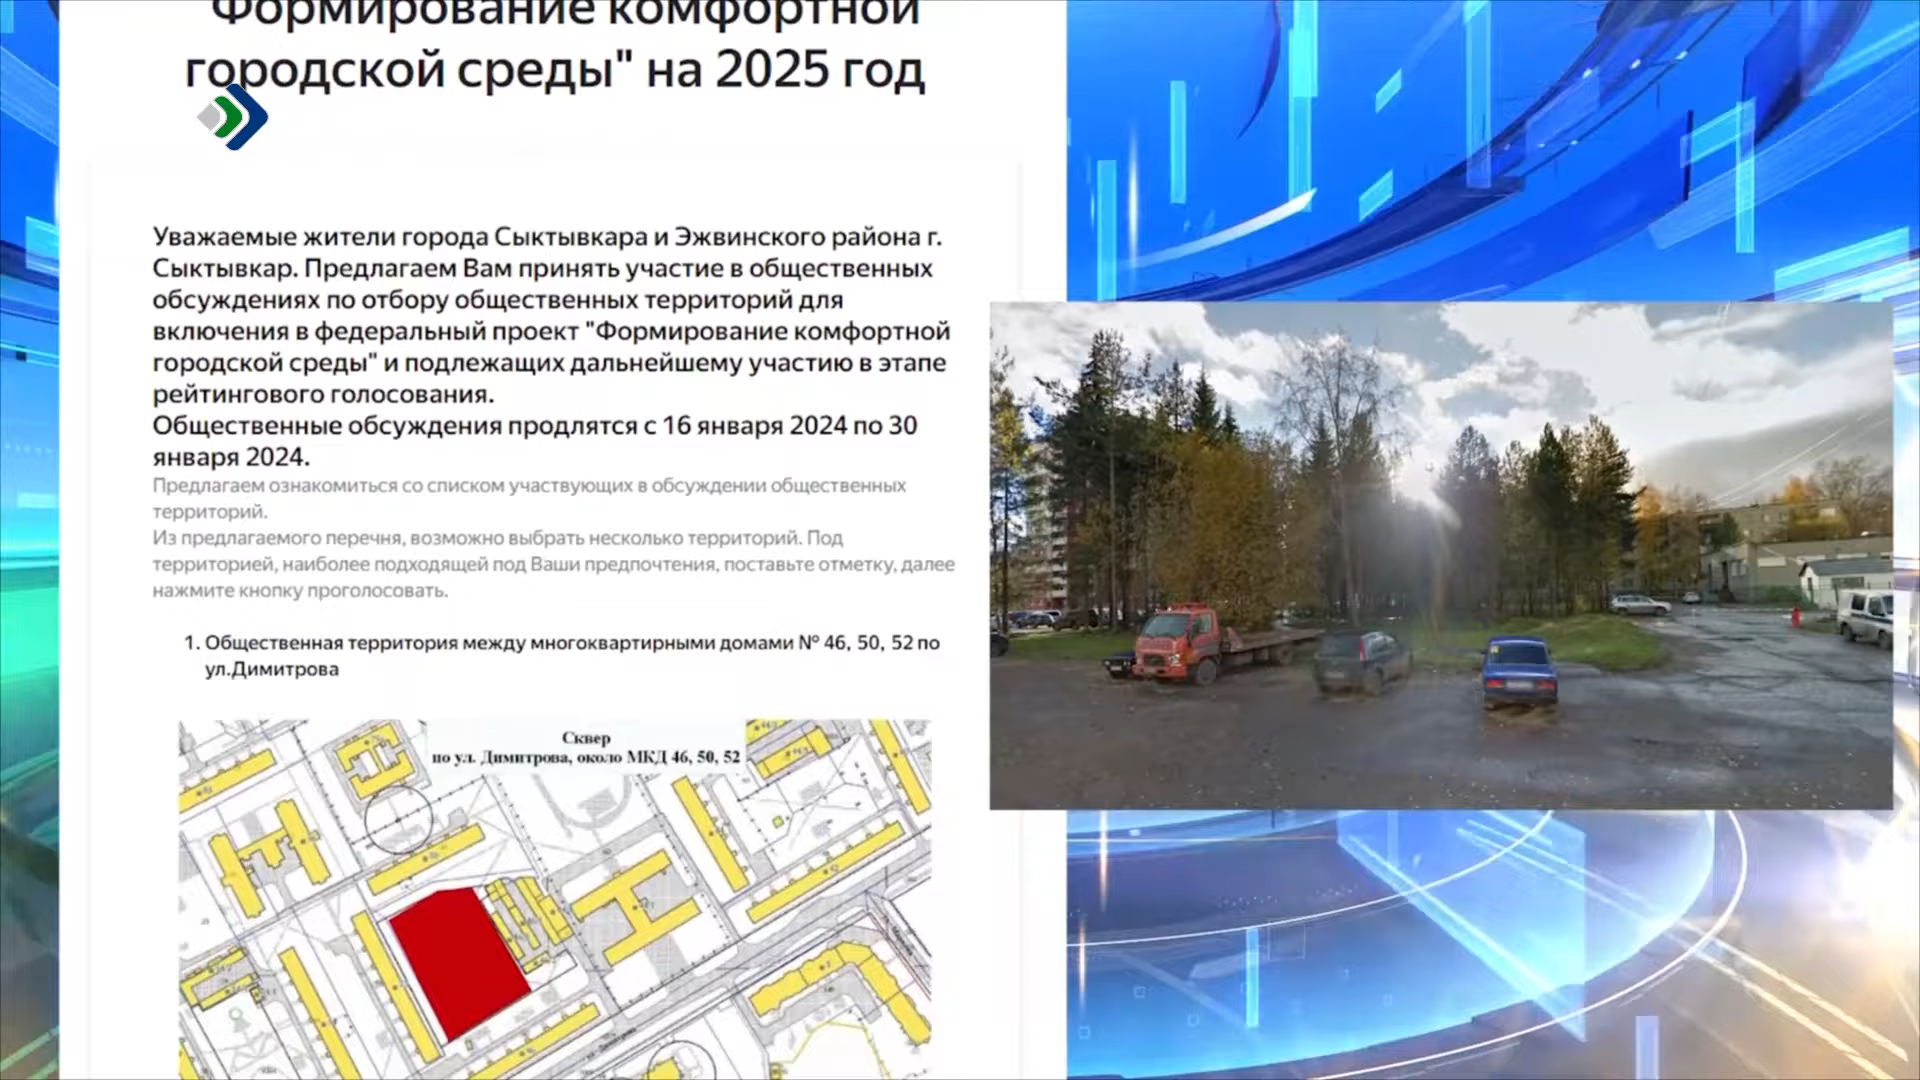 "Формирование комфортной
городской среды" на 2025 год
Уважаемые жители города Сыктывкара и Эжвинского района г.
Сыктывкар. Предлагаем Вам принять участие в общественных
обсуждениях по отбору общественных территорий для
включения в федеральный проект "Формирование комфортной
городской среды" и подлежащих дальнейшему участию в этапе
рейтингового голосования.
Общественные обсуждения продлятся с 16 января 2024 по 30
января 2024.
Предлагаем ознакомиться со списком участвующих в обсуждении общественных
территорий.
Из предлагаемого перечня, возможно выбрать несколько территорий. Под
территорией, наиболее подходящей под Ваши предпочтения, поставьте отметку, далее
нажмите кнопку проголосовать.
1. Общественная территория между многоквартирными домами № 46, 50, 52 по
ул.Димитрова
Сквер
по ул. Димитрова, около МКД 46, 50, 52